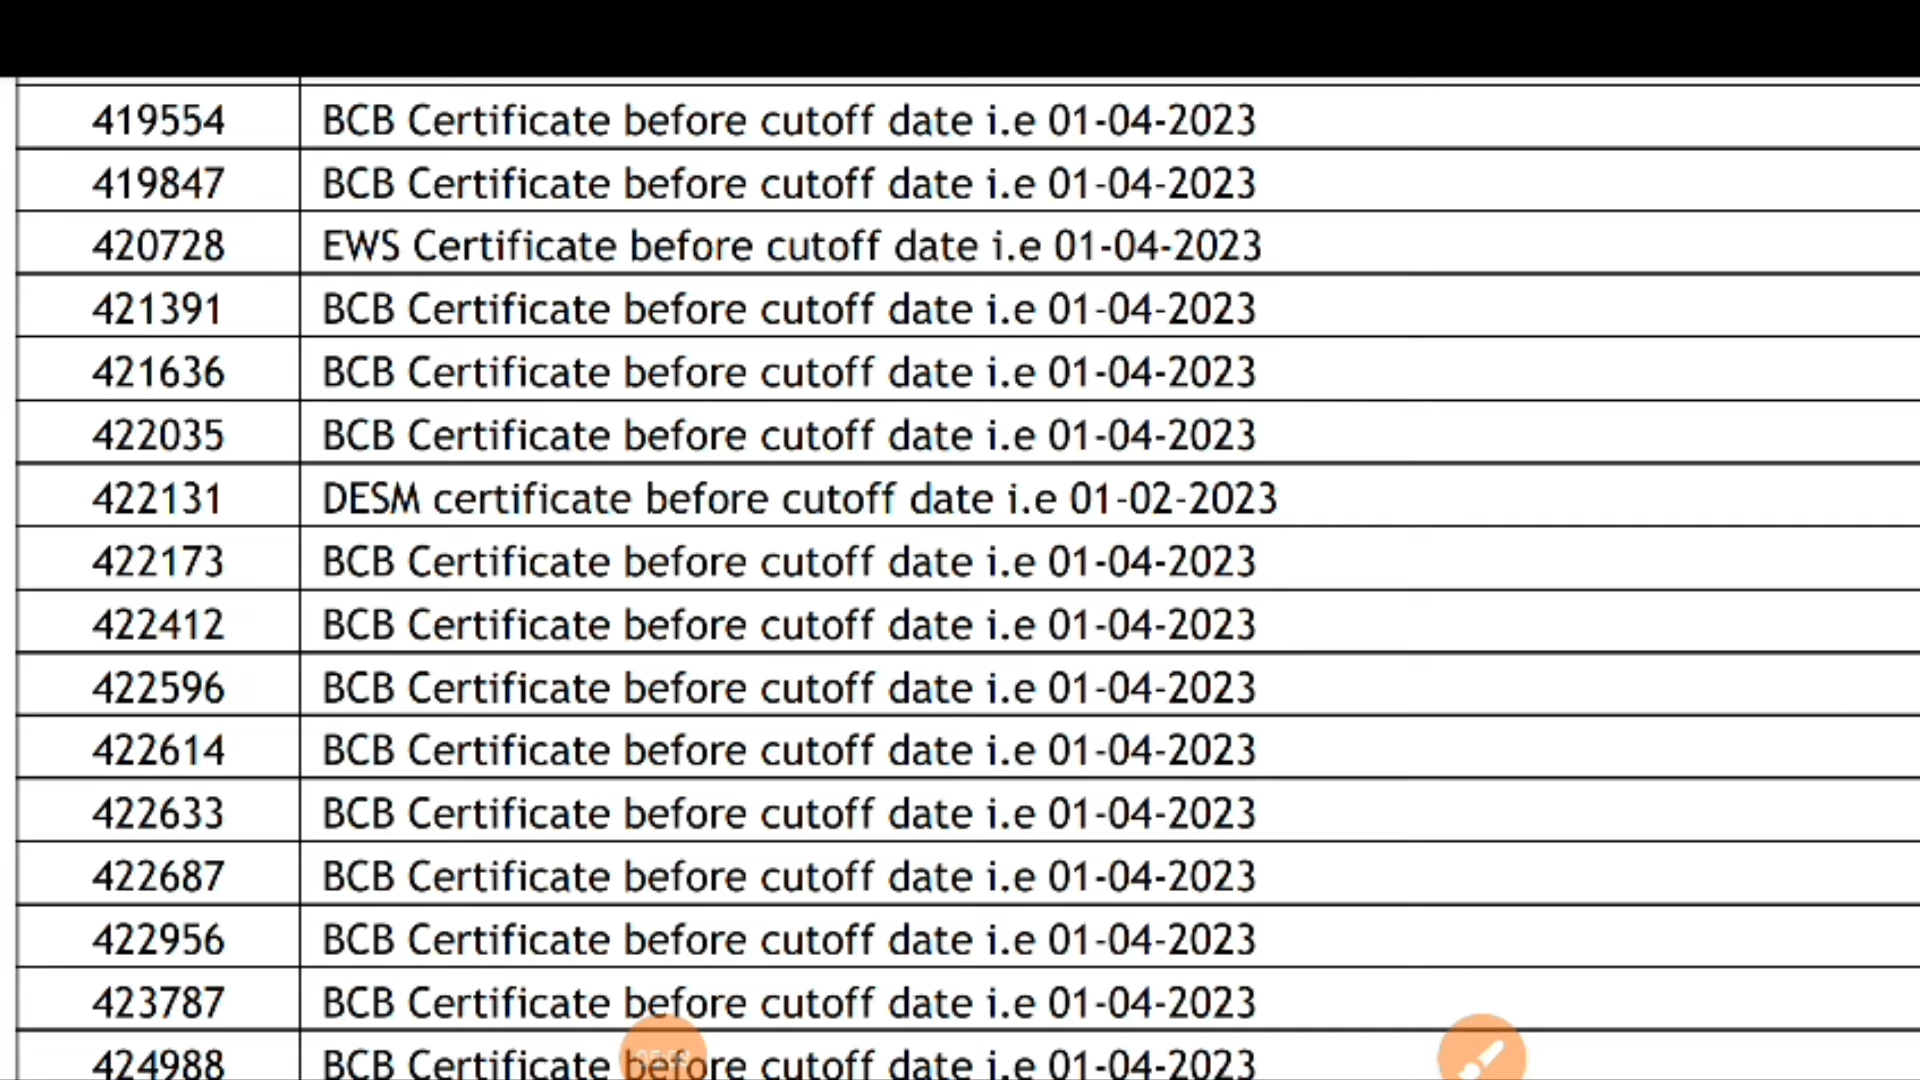 419554 BCB Certificate before cutoff date i.e 01-04-2023
419847 BCB Certificate before cutoff date i.e 01-04-2023
420728 EWS Certificate before cutoff date i.e 01-04-2023
421391 BCB Certificate before cutoff date i.e 01-04-2023
421636 BCB Certificate before cutoff date i.e 01-04-2023
422035 BCB Certificate before cutoff date i.e 01-04-2023
422131 DESM certificate before cutoff date i.e 01-02-2023
422173 BCB Certificate before cutoff date i.e 01-04-2023
422412 BCB Certificate before cutoff date i.e 01-04-2023
422596 BCB Certificate before cutoff date i.e 01-04-2023
422614 BCB Certificate before cutoff date i.e 01-04-2023
422633 BCB Certificate before cutoff date i.e 01-04-2023
422687 BCB Certificate before cutoff date i.e 01-04-2023
422956 BCB Certificate before cutoff date i.e 01-04-2023
423787 BCB Certificate before cutoff date i.e 01-04-2023
424988 BCB Certificate before cutoff date i.e 01-04-2023